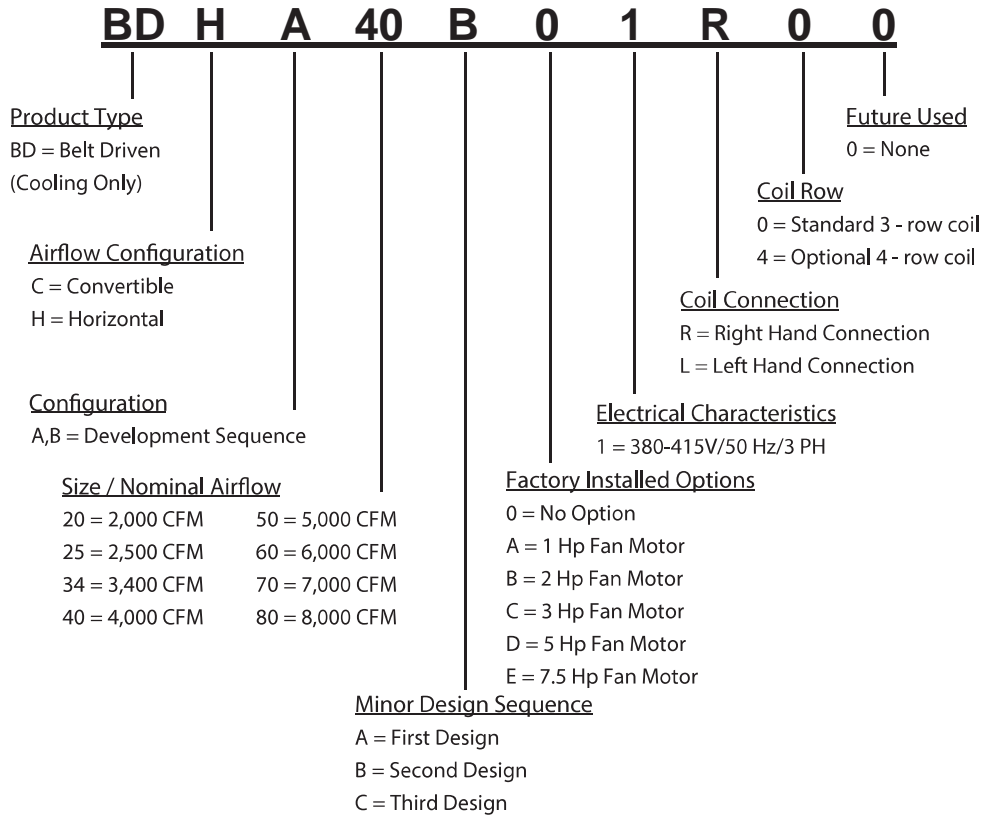 BD H A 40 B 0 1 R 0 0
Product Type
BD = Belt Driven
(Cooling Only)
Airflow Configuration
C = Convertible
H = Horizontal
Configuration
A,B = Development Sequence
Size / Nominal Airflow
20 = 2,000 CFM 50 = 5,000 CFM
25 = 2,500 CFM 60 = 6,000 CFM
34 = 3,400 CFM 70 = 7,000 CFM
40 = 4,000 CFM 80 = 8,000 CFM
Minor Design Sequence
A = First Design
B = Second Design
C = Third Design
Factory Installed Options
0 = No Option
A = 1 Hp Fan Motor
B = 2 Hp Fan Motor
C = 3 Hp Fan Motor
D = 5 Hp Fan Motor
E = 7.5 Hp Fan Motor
Electrical Characteristics
1 = 380-415V/50 Hz/3 PH
Coil Connection
R = Right Hand Connection
L = Left Hand Connection
Coil Row
0 = Standard 3 - row coil
4 = Optional 4 - row coil
Future Used
0 = None